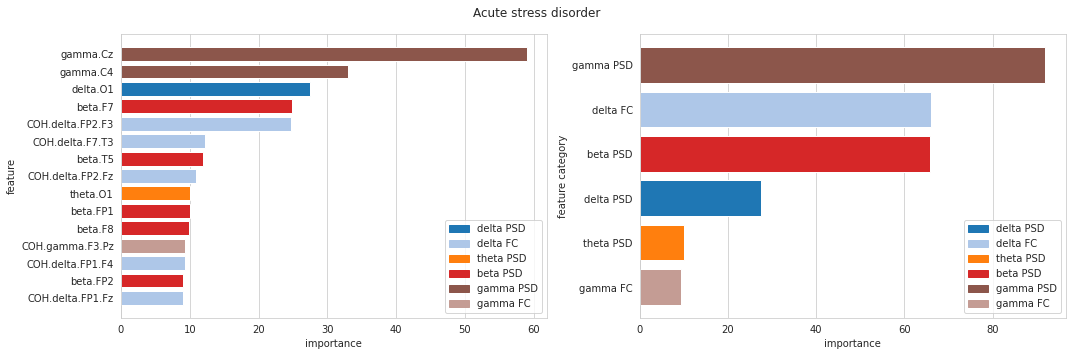 Acute stress disorder
feature
gamma.Cz
gamma.C4
delta.O1
beta.F7
COH.delta.FP2.F3
COH.delta.F7.T3
beta.T5
COH.delta.FP2.Fz
theta.O1
beta.FP1
beta.F8
COH.gamma.F3.Pz
COH.delta.FP1.F4
beta.FP2
COH.delta.FP1.Fz
0 10 20 30 40 50 60
importance
delta PSD
delta FC
theta PSD
beta PSD
gamma PSD
gamma FC
feature category
gamma PSD
delta FC
beta PSD
delta PSD
theta PSD
gamma FC
0 20 40 60 80
importance
delta PSD
delta FC
theta PSD
beta PSD
gamma PSD
gamma FC